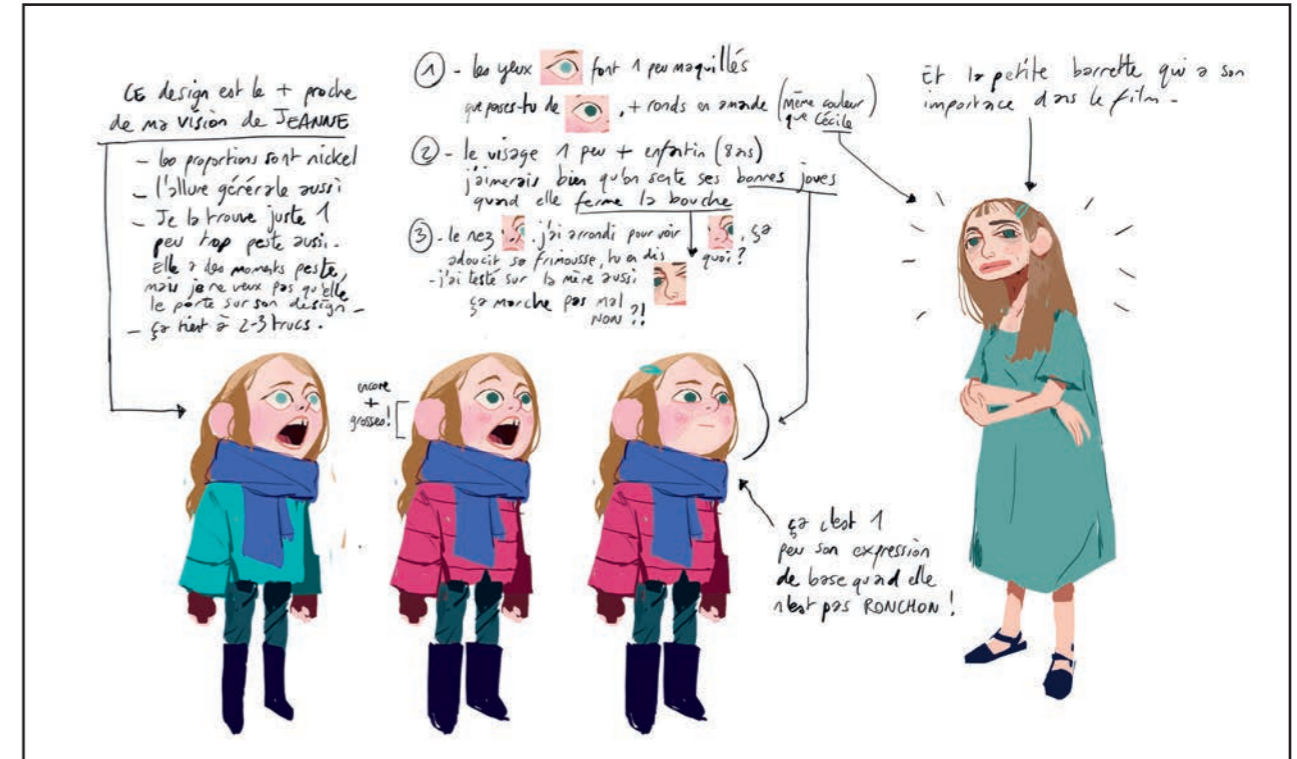 CE design est le + proche
de ma vision de JEANNE
- les proportions sont nickel
- l'allure générale aussi
- Je la trouve juste 1
peu trop peste aussi -
Elle a des moments peste,
mais je ne veux pas qu'elle
le porte sur son design -
- ça tient à 2-3 trucs.
① - les yeux font 1 peu maquillés
que penses-tu de , + ronds en amande (même couleur
que Cécile)
② - le visage 1 peu + enfantin (8 ans)
j'aimerais bien qu'on sente ses bonnes joues
quand elle ferme la bouche
③ - le nez j'ai arrondi pour voir , ça
adoucit sa frimousse, tu en dis quoi ?
- j'ai testé sur la mère aussi
ça marche pas mal
NON ?!
Et la petite barrette qui a son
importance dans le film -
encore
+
grosses !
ça c'est 1
peu son expression
de base quand elle
n'est pas RONCHON !